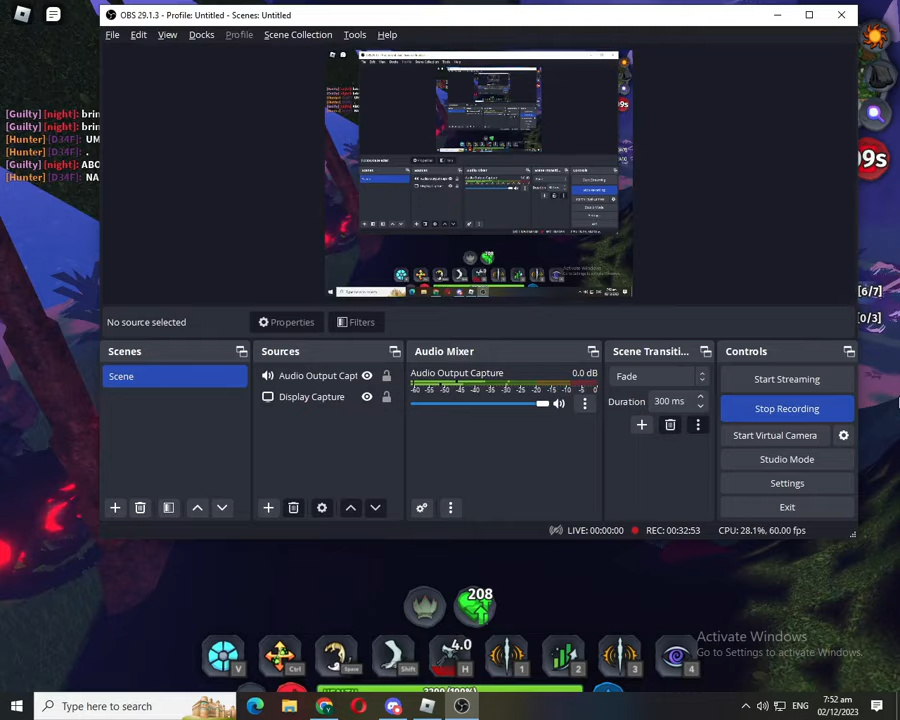 OBS 29.1.3 - Profile: Untitled - Scenes: Untitled
File Edit View Docks Profile Scene Collection Tools Help
[Guilty] [night]: brin
[Guilty] [night]: brin
[Hunter] [D34F]: UM
[Hunter] [D34F]: .
[Guilty] [night]: ABO
[Hunter] [D34F]: NA
99s
[6/7]
[0/3]
No source selected
Properties
Filters
Scenes
Scene
Sources
Audio Output Capt
Display Capture
Audio Mixer
Audio Output Capture 0.0 dB
-60 -55 -50 -45 -40 -35 -30 -25 -20 -15 -10 -5 0
Scene Transiti...
Fade
Duration 300 ms
Controls
Start Streaming
Stop Recording
Start Virtual Camera
Studio Mode
Settings
Exit
LIVE: 00:00:00 REC: 00:32:53 CPU: 28.1%, 60.00 fps
208
4.0
V Ctrl Space Shift H 1 2 3 4
Activate Windows
Go to Settings to activate Windows.
(100%)
Type here to search
ENG
7:52 am
02/12/2023